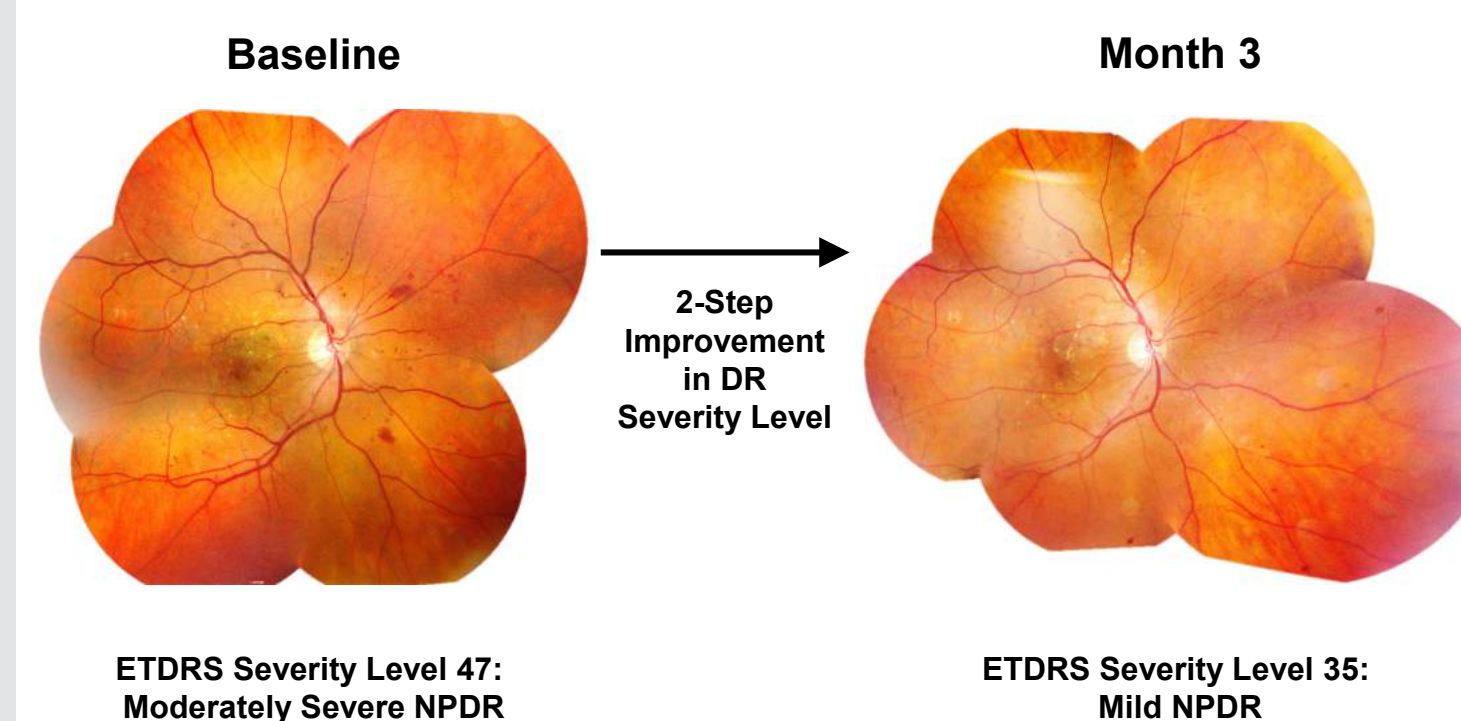 Baseline
Month 3
2-Step
Improvement
in DR
Severity Level
ETDRS Severity Level 47:
Moderately Severe NPDR
ETDRS Severity Level 35:
Mild NPDR